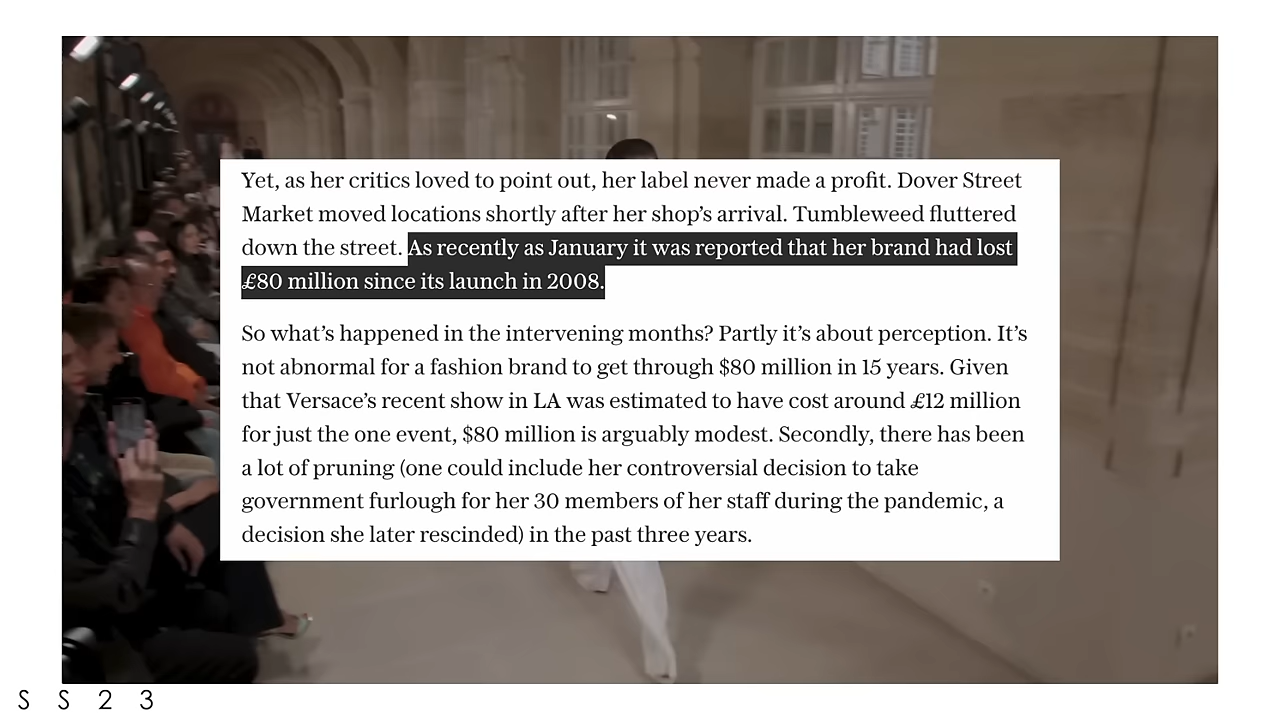 Yet, as her critics loved to point out, her label never made a profit. Dover Street
Market moved locations shortly after her shop’s arrival. Tumbleweed fluttered
down the street. As recently as January it was reported that her brand had lost
£80 million since its launch in 2008.
So what’s happened in the intervening months? Partly it’s about perception. It’s
not abnormal for a fashion brand to get through $80 million in 15 years. Given
that Versace’s recent show in LA was estimated to have cost around £12 million
for just the one event, $80 million is arguably modest. Secondly, there has been
a lot of pruning (one could include her controversial decision to take
government furlough for her 30 members of her staff during the pandemic, a
decision she later rescinded) in the past three years.
SS23